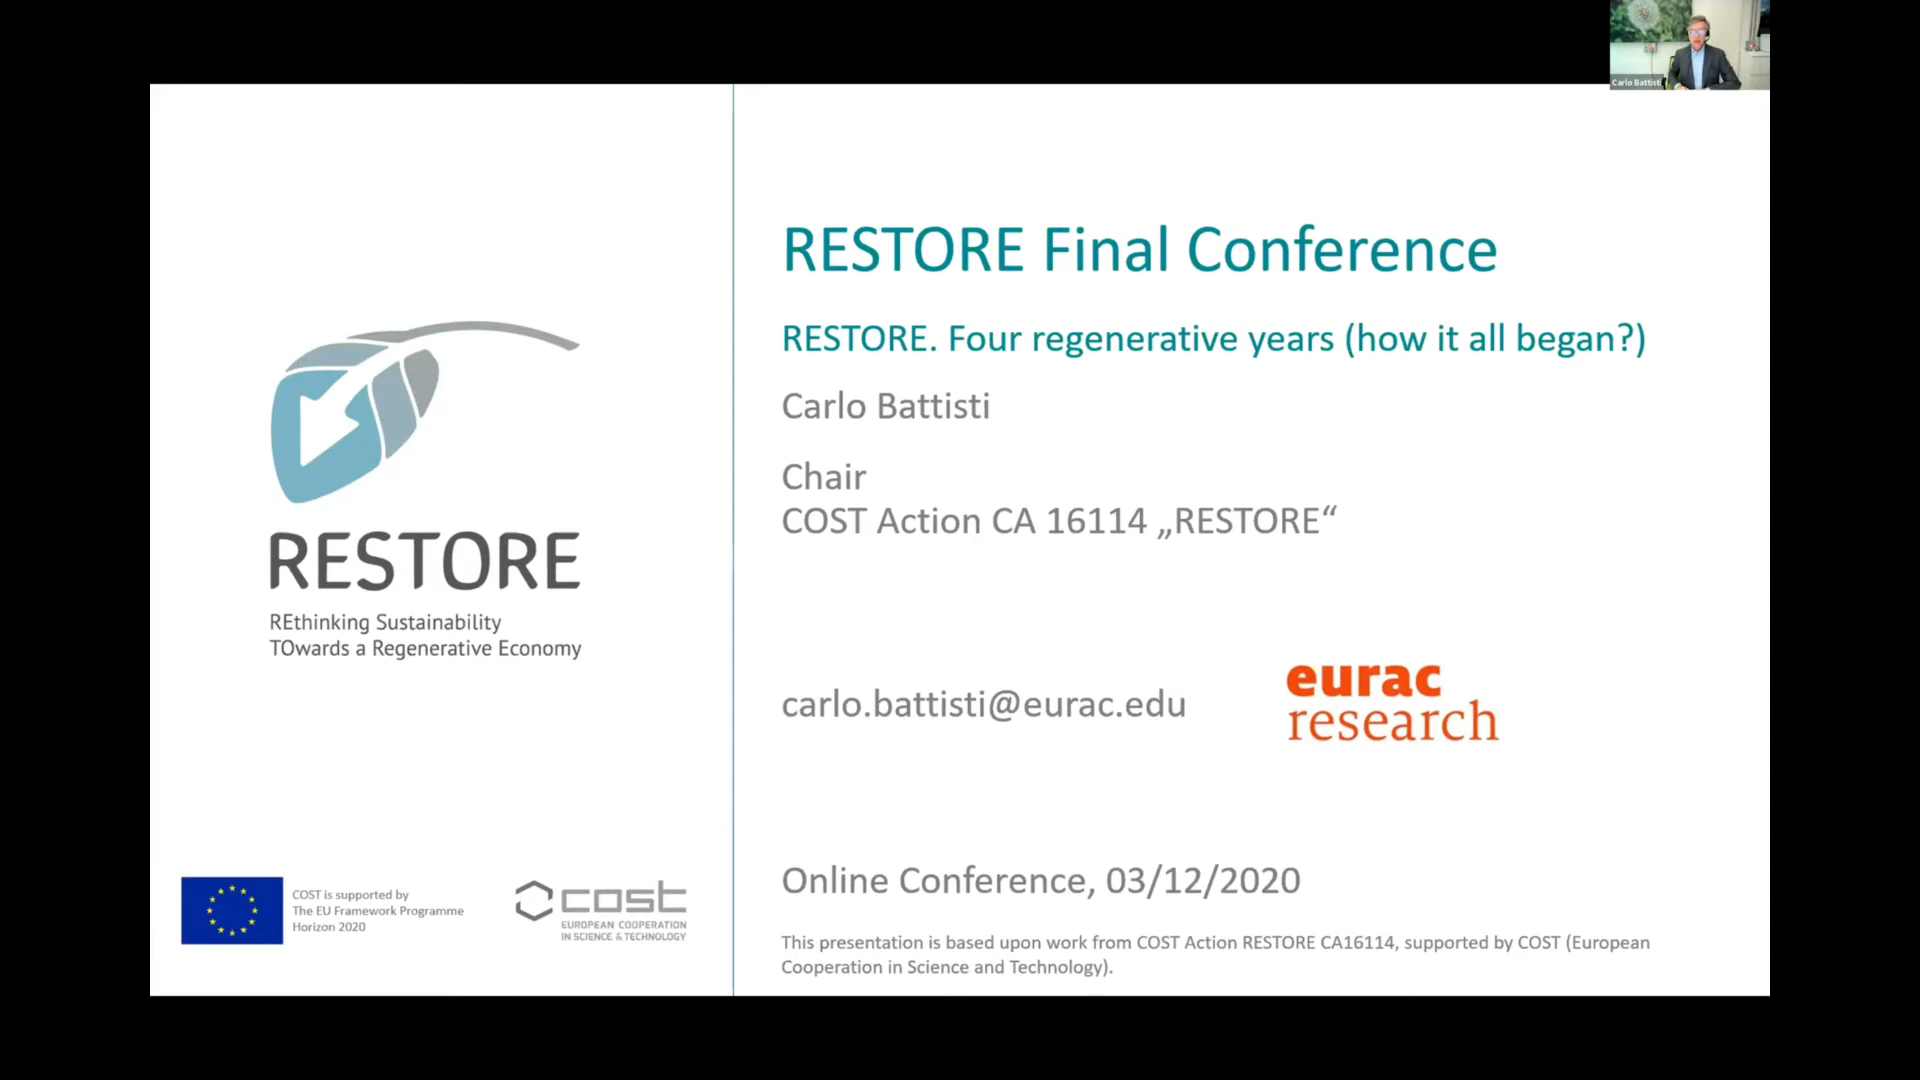 Carlo Battisti
RESTORE Final Conference
RESTORE. Four regenerative years (how it all began?)
Carlo Battisti
Chair
COST Action CA 16114 „RESTORE“
carlo.battisti@eurac.edu
eurac
research
Online Conference, 03/12/2020
This presentation is based upon work from COST Action RESTORE CA16114, supported by COST (European
Cooperation in Science and Technology).
RESTORE
REthinking Sustainability
TOwards a Regenerative Economy
COST is supported by
The EU Framework Programme
Horizon 2020
cost
EUROPEAN COOPERATION
IN SCIENCE & TECHNOLOGY